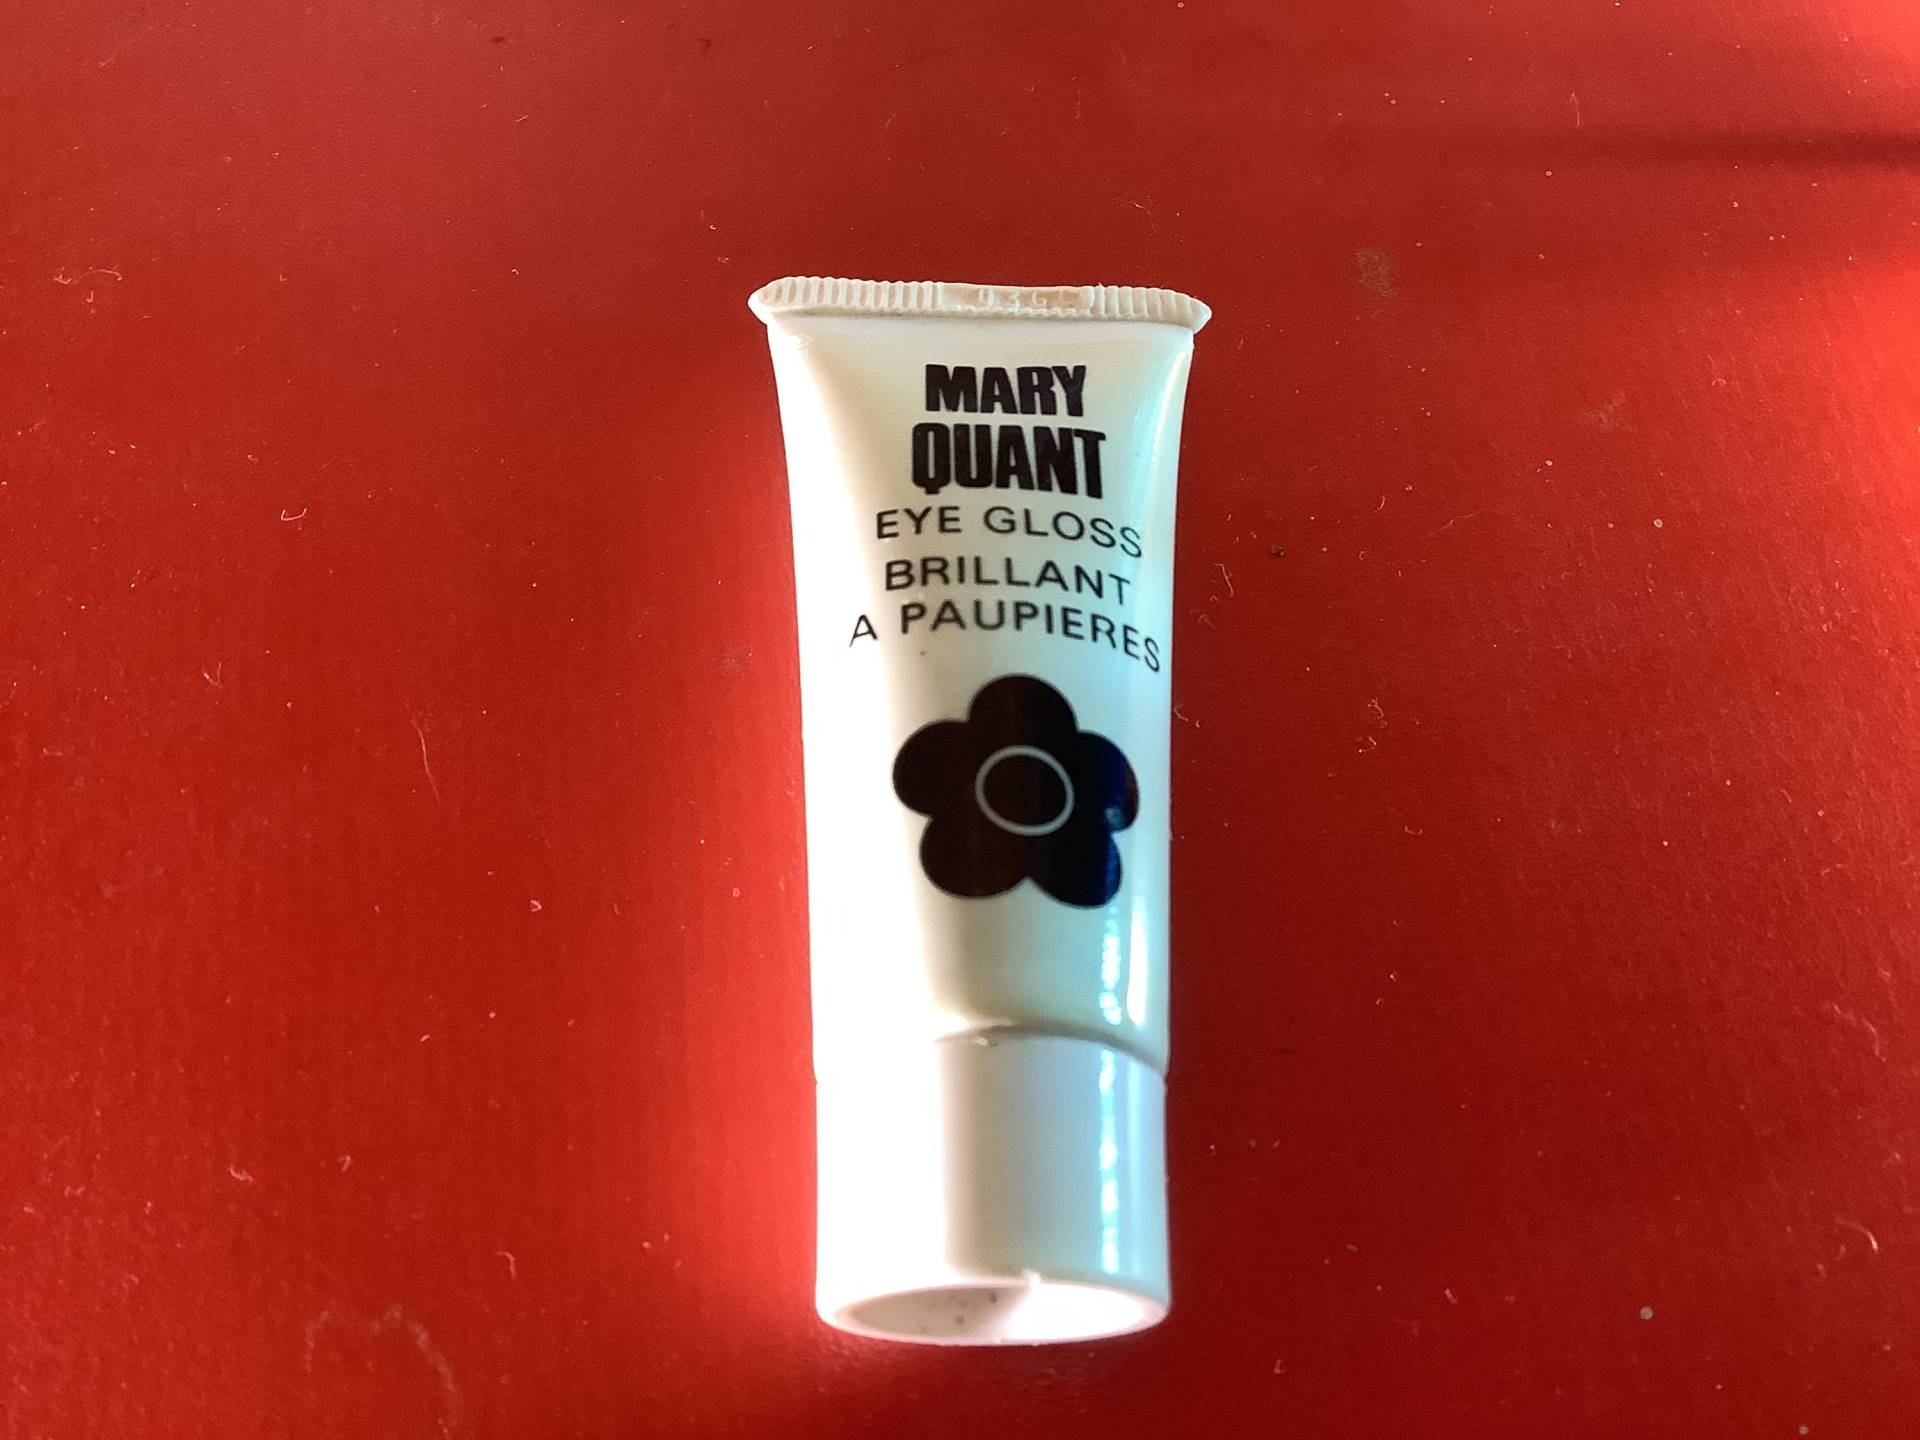 MARY
QUANT
EYE GLOSS
BRILLANT
A PAUPIERES